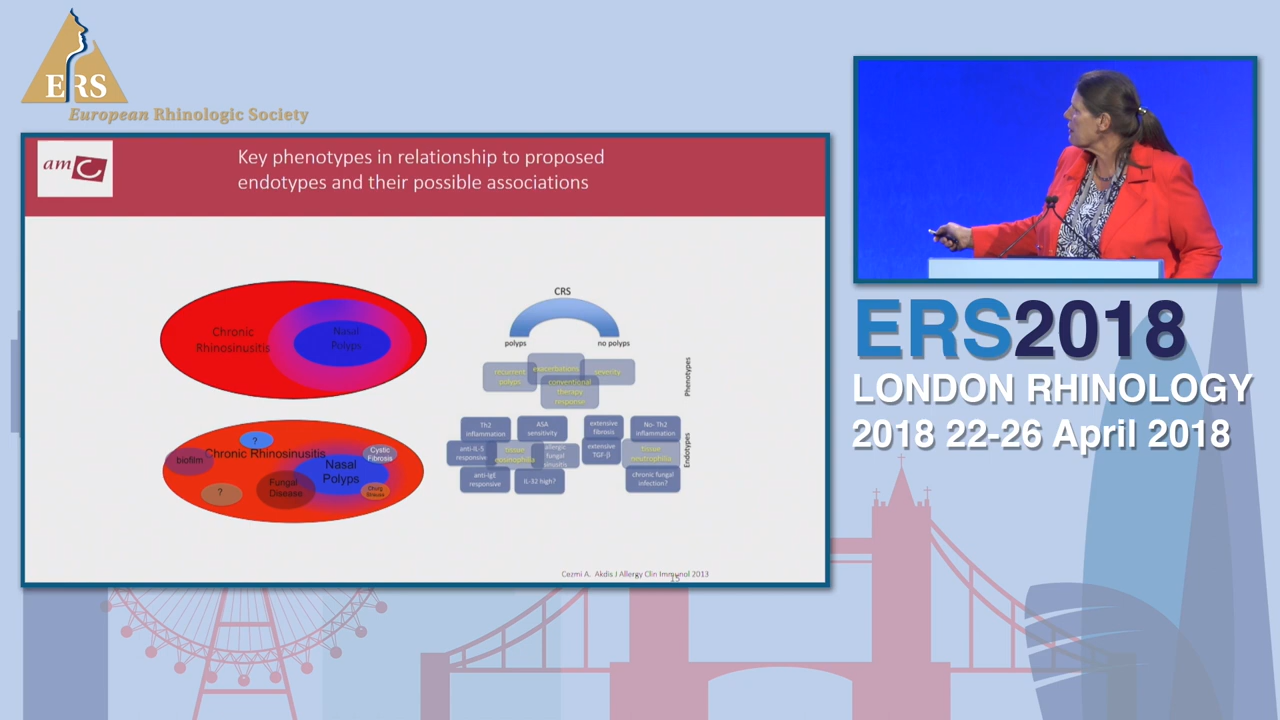 ERS
European Rhinologic Society
amC
Key phenotypes in relationship to proposed
endotypes and their possible associations
Chronic
Rhinosinusitis
Nasal
Polyps
?
biofilm
Chronic Rhinosinusitis
Cystic
Fibrosis
Nasal
Polyps
Fungal
Disease
?
Churg
Strauss
CRS
polyps
no polyps
recurrent
polyps
exacerbations
severity
conventional
therapy
response
Phenotypes
Th2
inflammation
ASA
sensitivity
extensive
fibrosis
No- Th2
inflammation
anti-IL-5
responsive
tissue
eosinophilia
allergic
fungal
sinusitis
extensive
TGF-β
tissue
neutrophilia
anti-IgE
responsive
IL-32 high?
chronic fungal
infection?
Endotypes
Cezmi A. Akdis J Allergy Clin Immunol 2013
15
ERS2018
LONDON RHINOLOGY
2018 22-26 April 2018